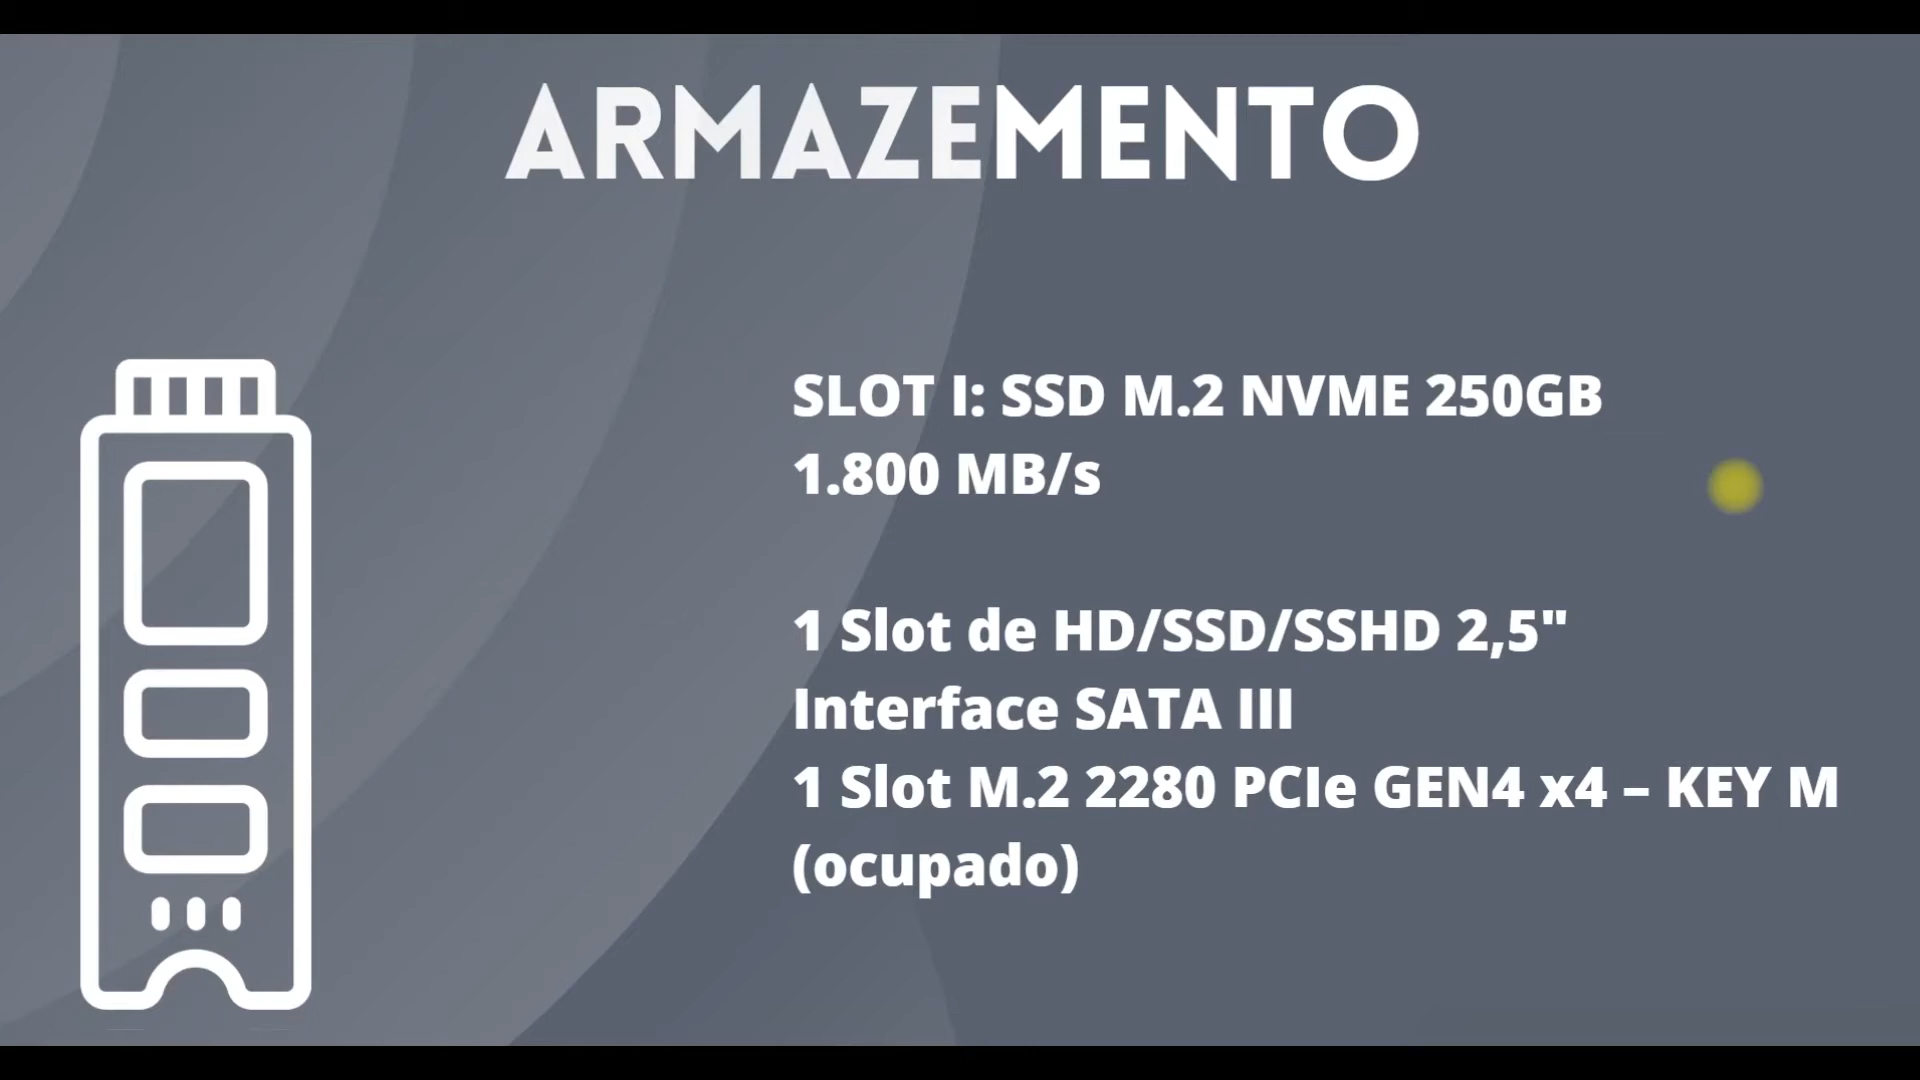 ARMAZEMENTO
SLOT I: SSD M.2 NVME 250GB
1.800 MB/s
1 Slot de HD/SSD/SSHD 2,5"
Interface SATA III
1 Slot M.2 2280 PCIe GEN4 x4 – KEY M
(ocupado)